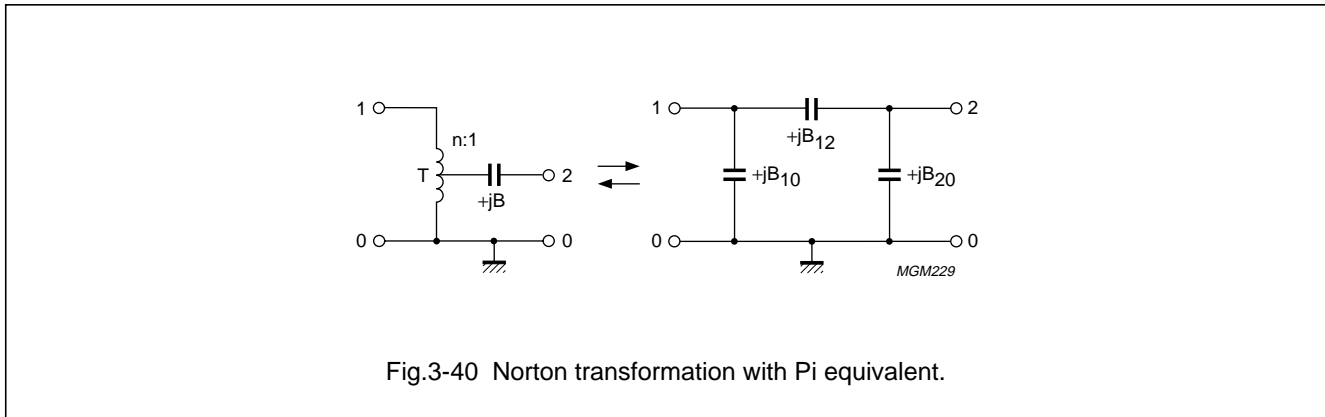 1
n:1
T
+jB
2
0
0
1
+jB12
2
+jB10
+jB20
0
0
MGM229
Fig.3-40 Norton transformation with Pi equivalent.